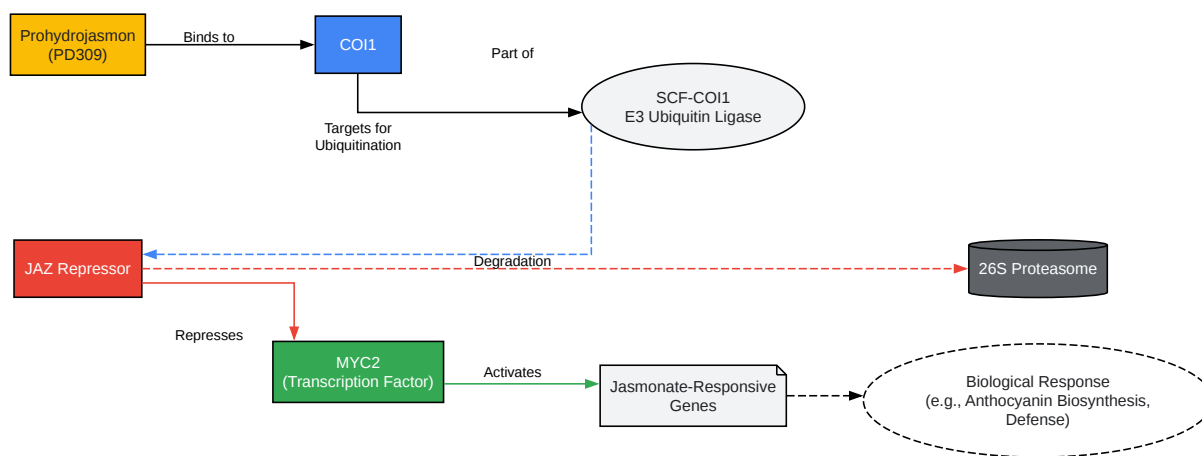 Prohydrojasmon
(PD309)
Binds to
COI1
Part of
SCF-COI1
E3 Ubiquitin Ligase
Targets for
Ubiquitination
JAZ Repressor
Degradation
26S Proteasome
Represses
MYC2
(Transcription Factor)
Activates
Jasmonate-Responsive
Genes
Biological Response
(e.g., Anthocyanin Biosynthesis,
Defense)